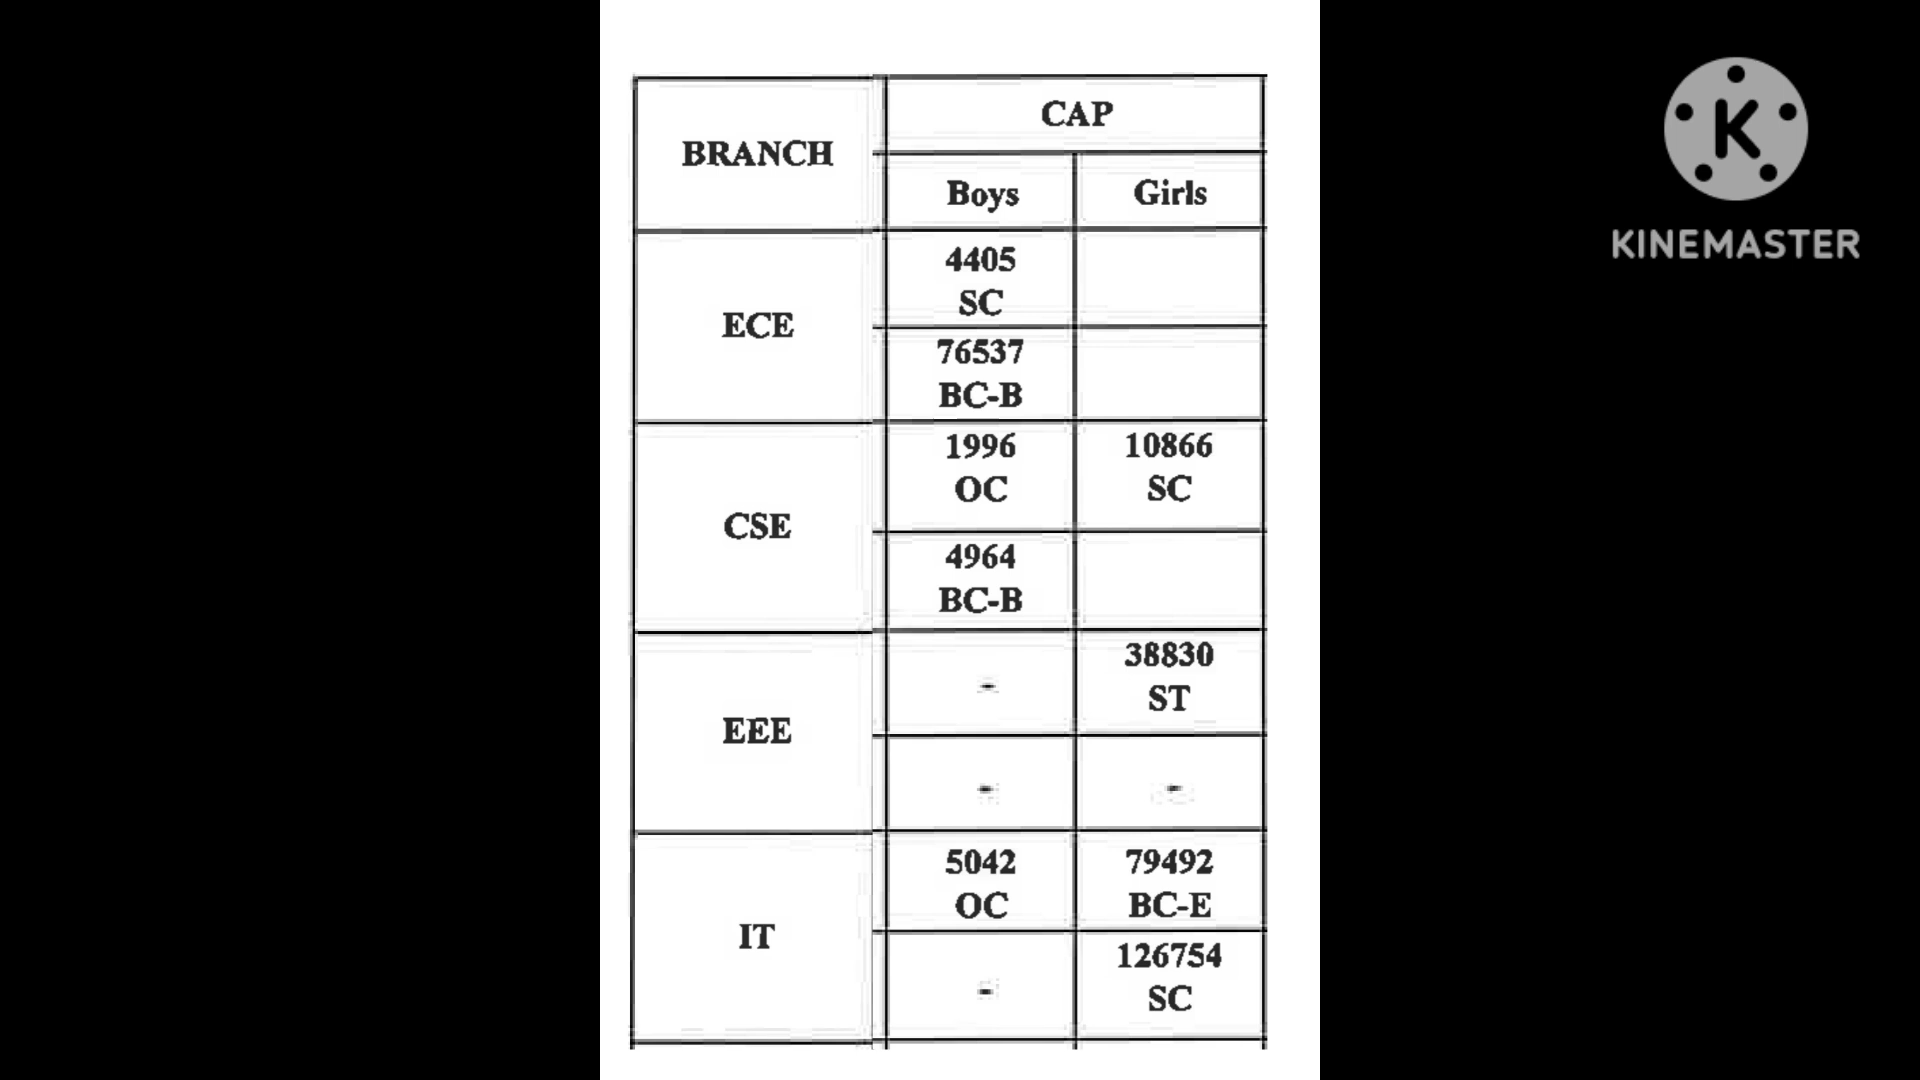 CAP
BRANCH
Boys Girls
4405
SC
ECE
76537
BC-B
1996 10866
OC SC
CSE
4964
BC-B
38830
- ST
EEE
- -
5042 79492
OC BC-E
IT
126754
- SC
K
KINEMASTER